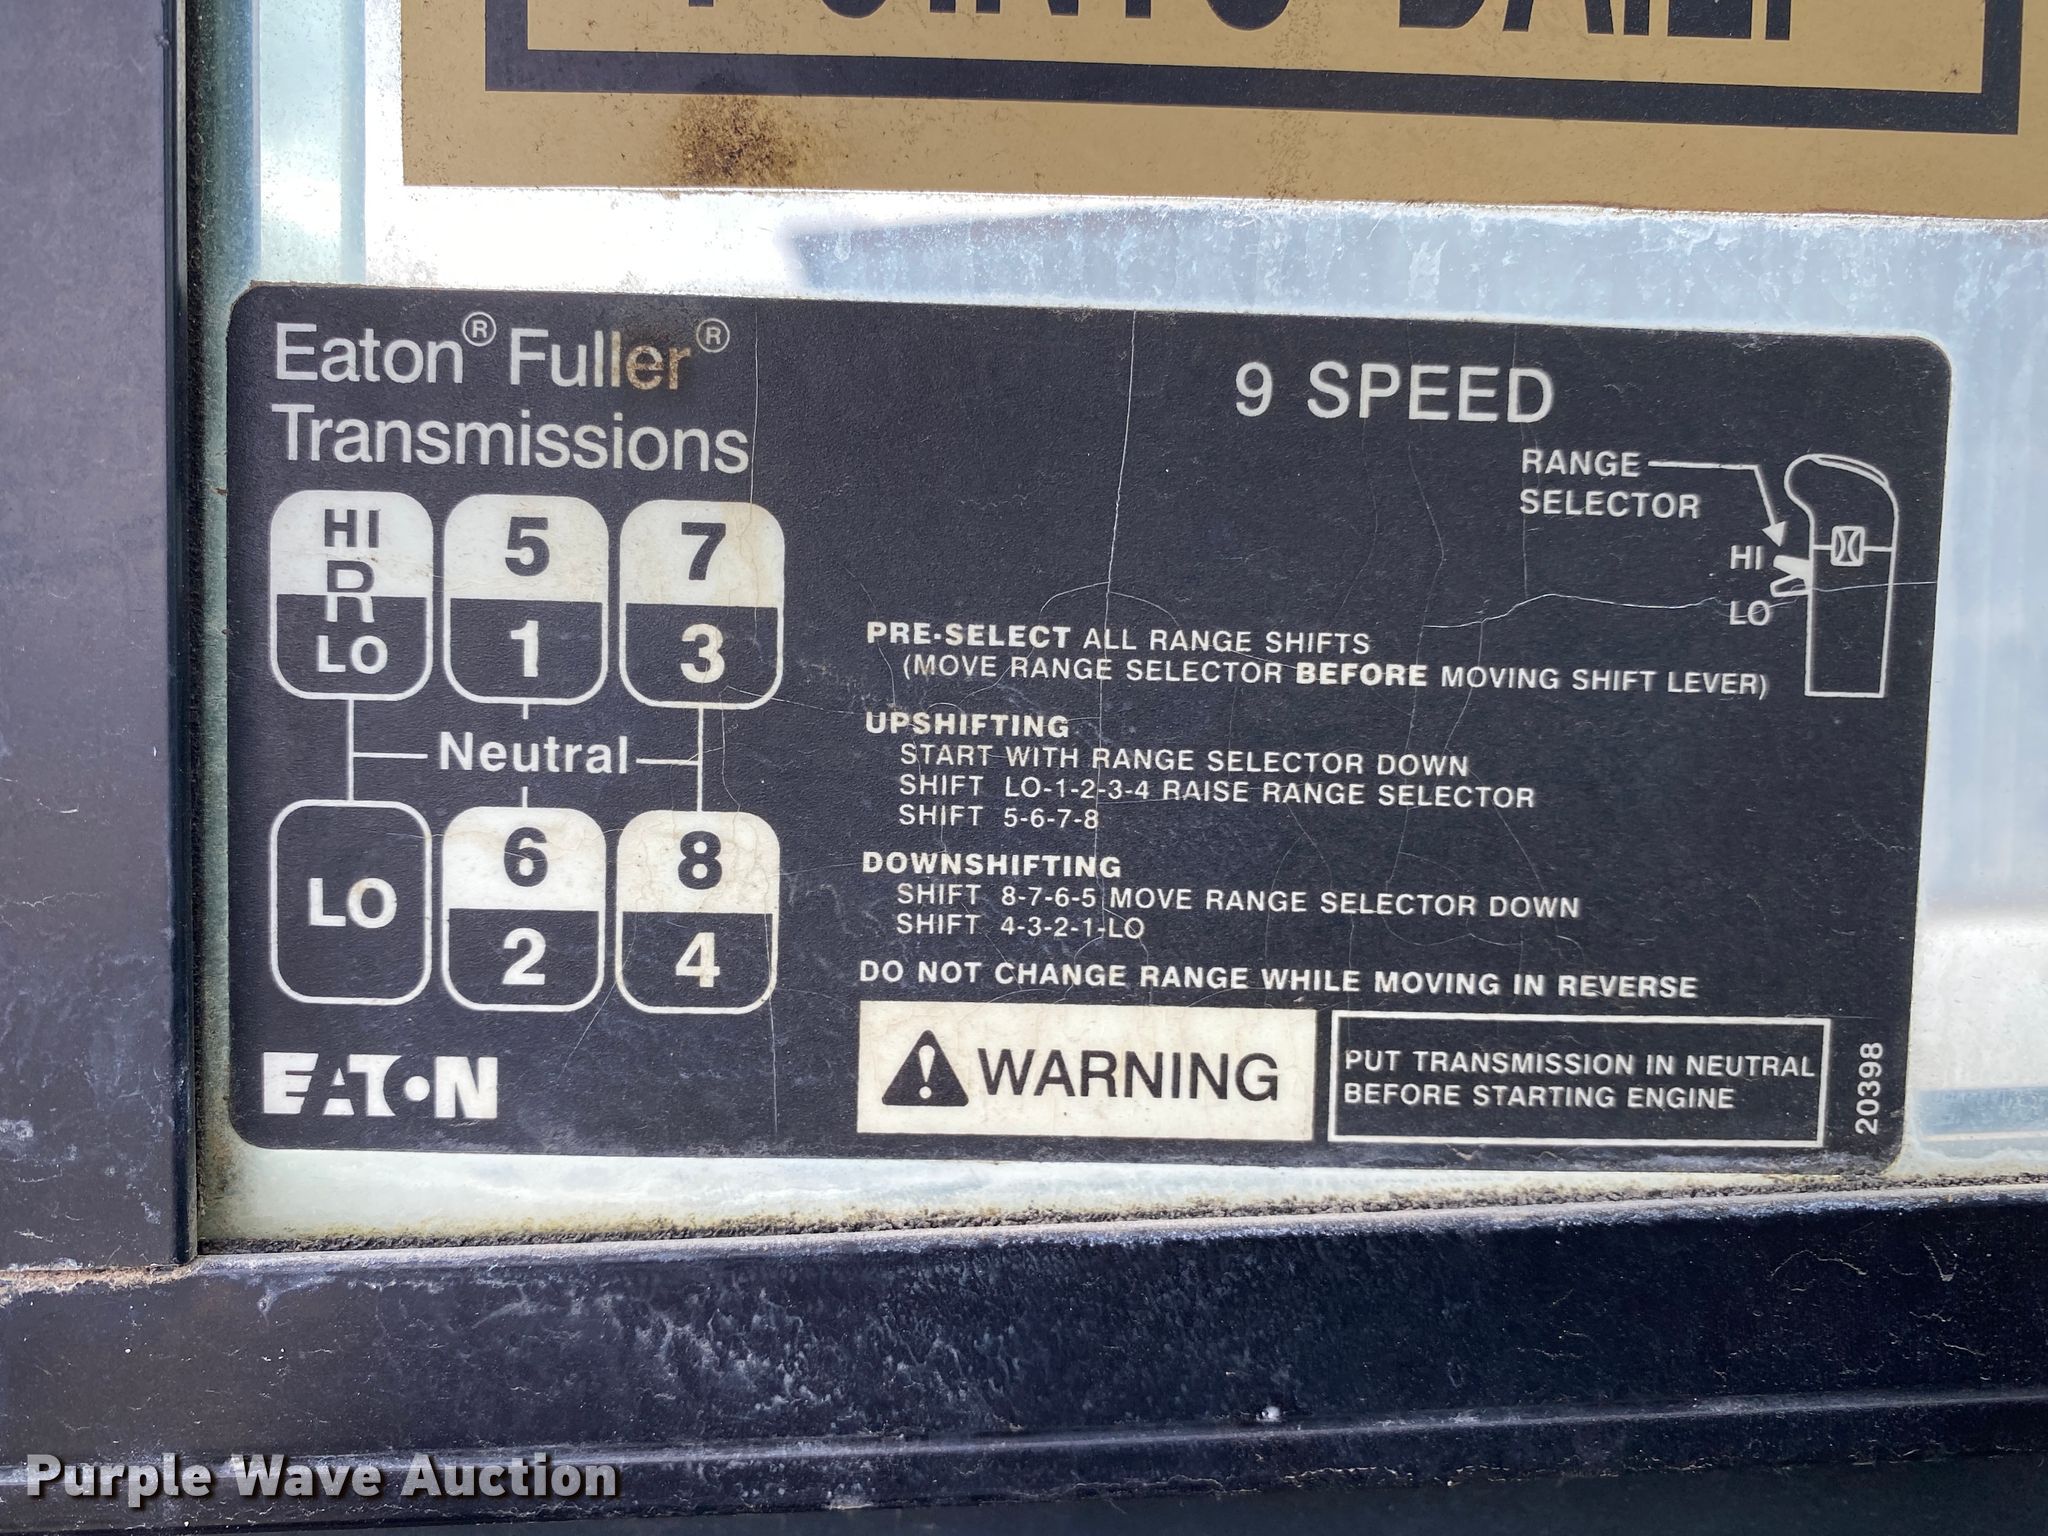 POINTS DAILY
Eaton® Fuller®
Transmissions
9 SPEED
RANGE
SELECTOR
HI
LO
HI
R
LO
5
1
7
3
Neutral
LO
6
2
8
4
PRE-SELECT ALL RANGE SHIFTS
(MOVE RANGE SELECTOR BEFORE MOVING SHIFT LEVER)
UPSHIFTING
START WITH RANGE SELECTOR DOWN
SHIFT LO-1-2-3-4 RAISE RANGE SELECTOR
SHIFT 5-6-7-8
DOWNSHIFTING
SHIFT 8-7-6-5 MOVE RANGE SELECTOR DOWN
SHIFT 4-3-2-1-LO
DO NOT CHANGE RANGE WHILE MOVING IN REVERSE
EATON
WARNING
PUT TRANSMISSION IN NEUTRAL
BEFORE STARTING ENGINE
20398
Purple Wave Auction